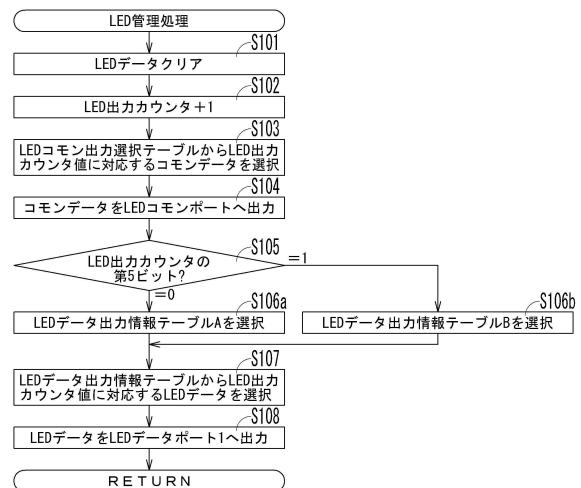 LED管理処理
S101
LEDデータクリア
S102
LED出力カウンタ+1
S103
LEDコモン出力選択テーブルからLED出力
カウンタ値に対応するコモンデータを選択
S104
コモンデータをLEDコモンポートへ出力
S105
LED出力カウンタの
第5ビット?
=1
=0
S106a
LEDデータ出力情報テーブルAを選択
S106b
LEDデータ出力情報テーブルBを選択
S107
LEDデータ出力情報テーブルからLED出力
カウンタ値に対応するLEDデータを選択
S108
LEDデータをLEDデータポート1へ出力
RETURN